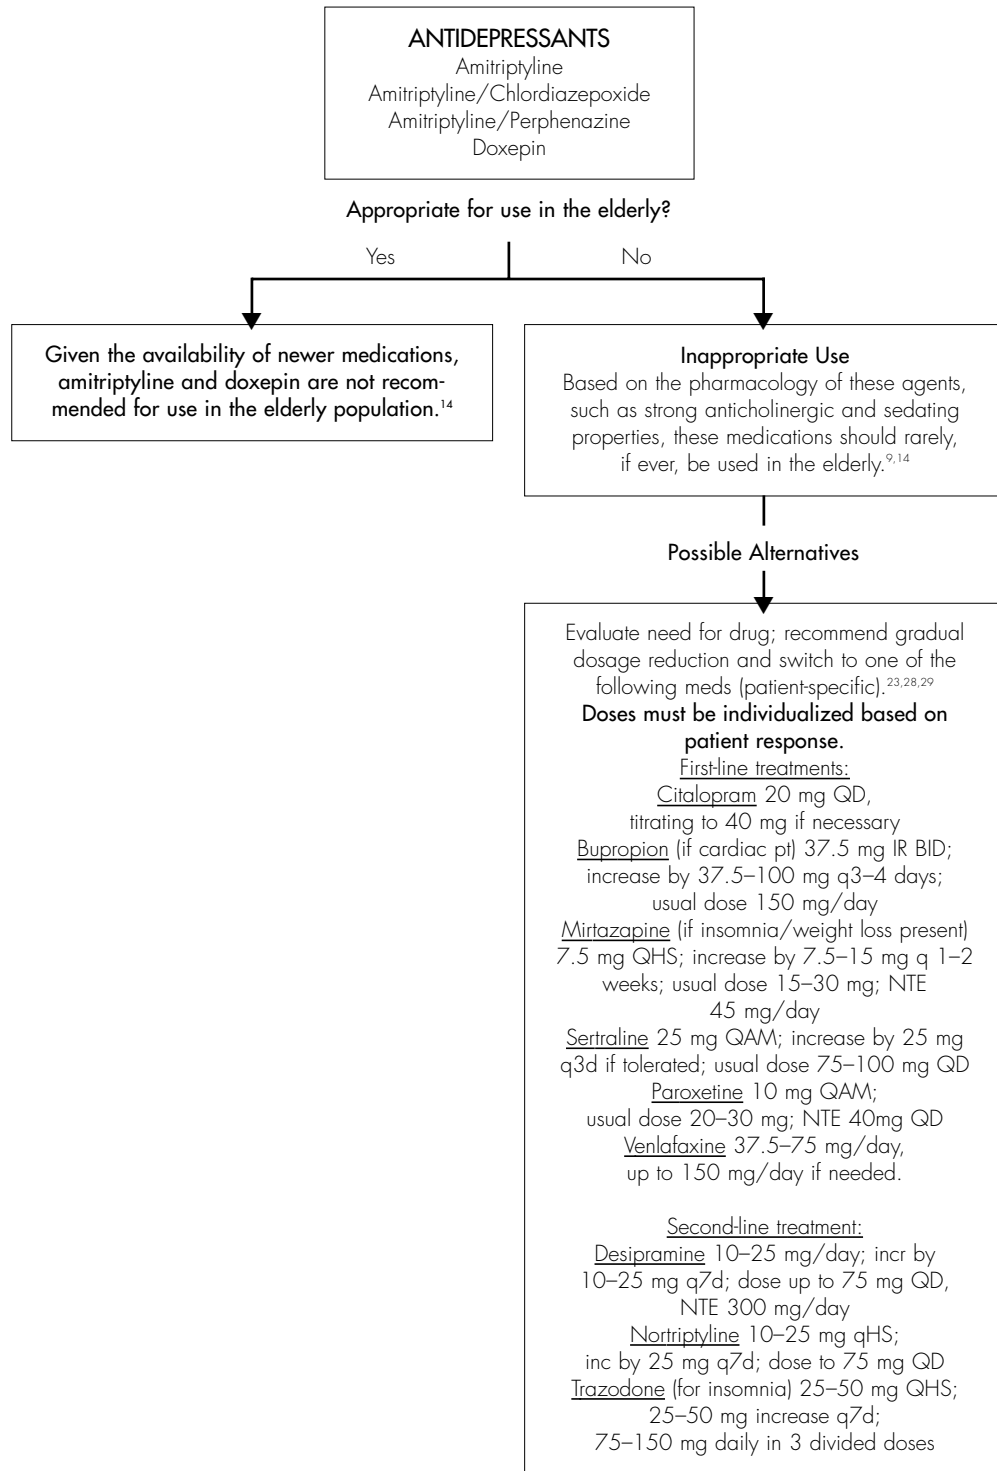 ANTIDEPRESSANTS
Amitriptyline
Amitriptyline/Chlordiazepoxide
Amitriptyline/Perphenazine
Doxepin
Appropriate for use in the elderly?
Yes
No
Given the availability of newer medications,
amitriptyline and doxepin are not recom-
mended for use in the elderly population.14
Inappropriate Use
Based on the pharmacology of these agents,
such as strong anticholinergic and sedating
properties, these medications should rarely,
if ever, be used in the elderly.9,14
Possible Alternatives
Evaluate need for drug; recommend gradual
dosage reduction and switch to one of the
following meds (patient-specific).23,28,29
Doses must be individualized based on
patient response.
First-line treatments:
Citalopram 20 mg QD,
titrating to 40 mg if necessary
Bupropion (if cardiac pt) 37.5 mg IR BID;
increase by 37.5–100 mg q3–4 days;
usual dose 150 mg/day
Mirtazapine (if insomnia/weight loss present)
7.5 mg QHS; increase by 7.5–15 mg q 1–2
weeks; usual dose 15–30 mg; NTE
45 mg/day
Sertraline 25 mg QAM; increase by 25 mg
q3d if tolerated; usual dose 75–100 mg QD
Paroxetine 10 mg QAM;
usual dose 20–30 mg; NTE 40mg QD
Venlafaxine 37.5–75 mg/day,
up to 150 mg/day if needed.
Second-line treatment:
Desipramine 10–25 mg/day; incr by
10–25 mg q7d; dose up to 75 mg QD,
NTE 300 mg/day
Nortriptyline 10–25 mg qHS;
inc by 25 mg q7d; dose to 75 mg QD
Trazodone (for insomnia) 25–50 mg QHS;
25–50 mg increase q7d;
75–150 mg daily in 3 divided doses